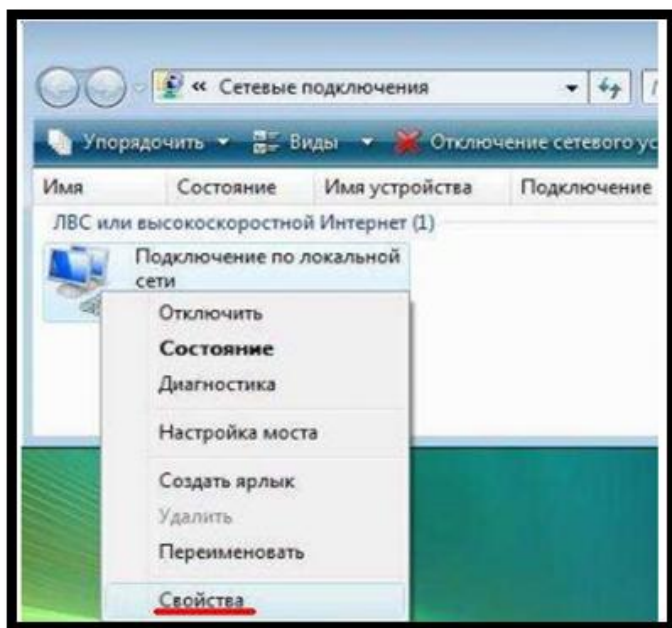 « Сетевые подключения
Упорядочить Виды Отключение сетевого ус
Имя Состояние Имя устройства Подключение
ЛВС или высокоскоростной Интернет (1)
Подключение по локальной
сети
Отключить
Состояние
Диагностика
Настройка моста
Создать ярлык
Удалить
Переименовать
Свойства